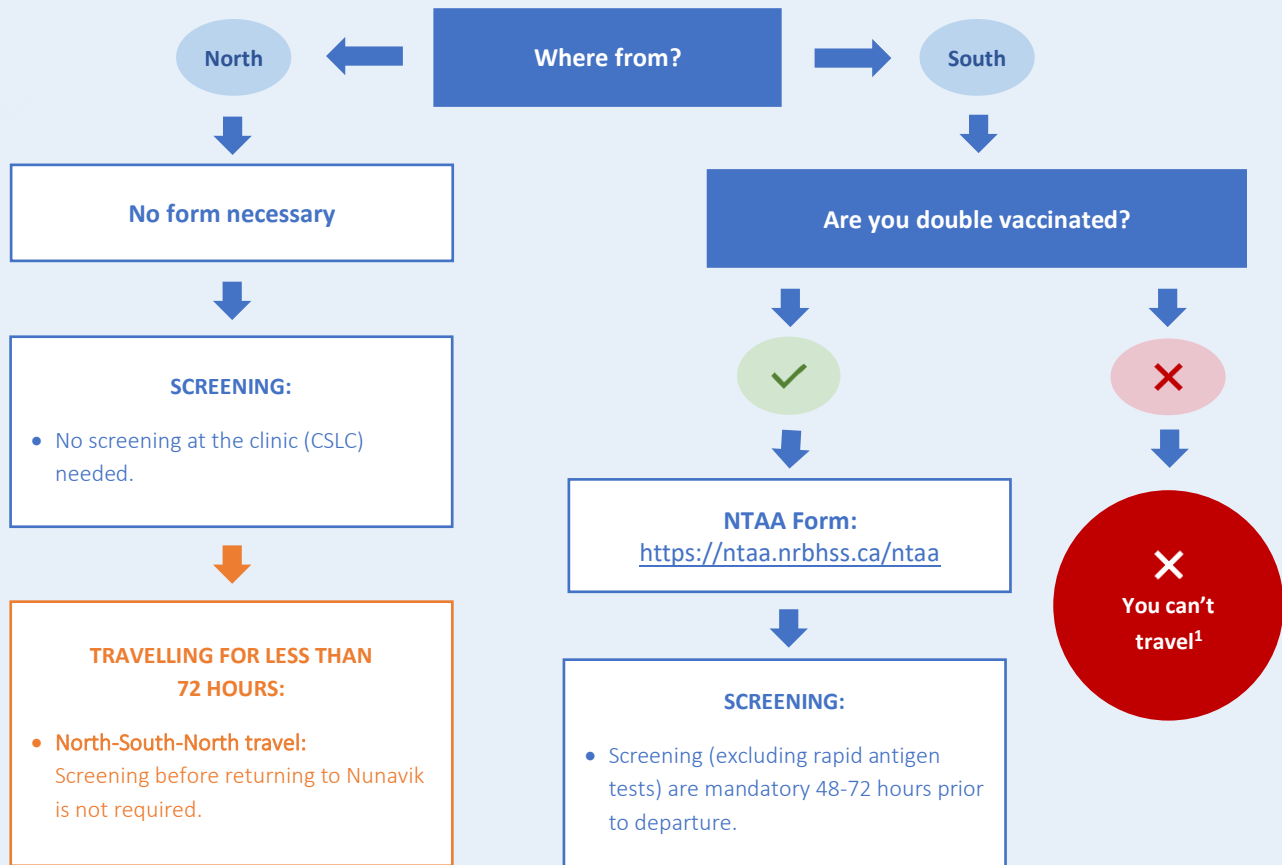 Where from?
North
South
No form necessary
Are you double vaccinated?
SCREENING:
• No screening at the clinic (CSLC)
needed.
TRAVELLING FOR LESS THAN
72 HOURS:
• North-South-North travel:
Screening before returning to Nunavik
is not required.
NTAA Form:
https://ntaa.nrbhss.ca/ntaa
SCREENING:
• Screening (excluding rapid antigen
tests) are mandatory 48-72 hours prior
to departure.
You can’t
travel¹